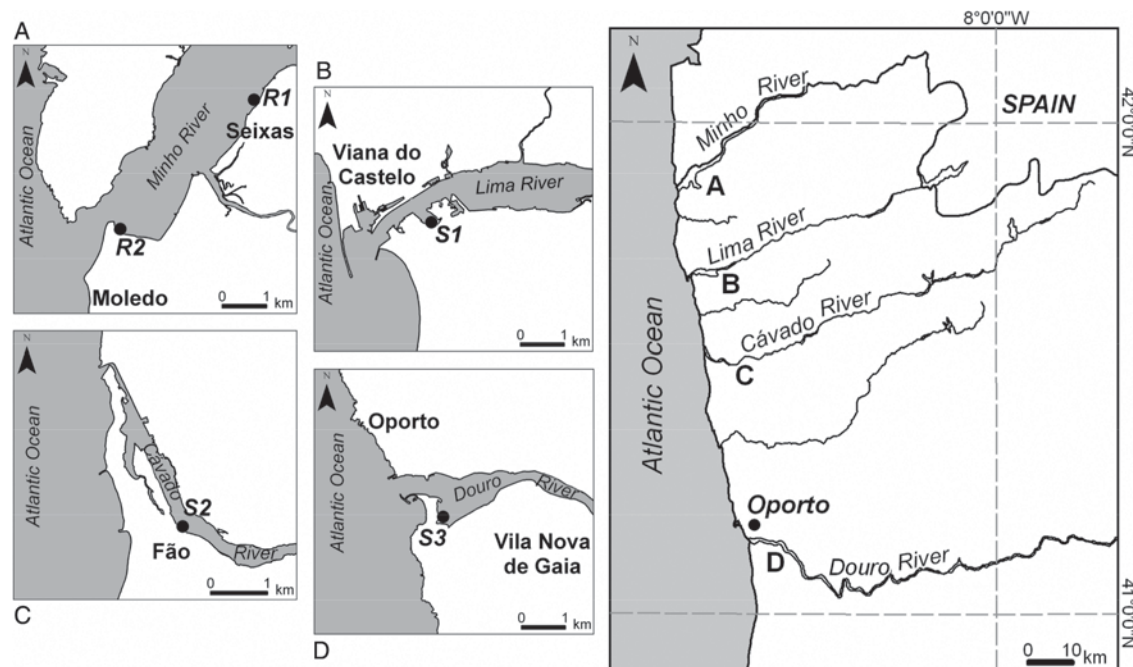 A
N
Atlantic Ocean
Minho River
R1
Seixas
R2
Moledo
0 1 km
B
N
Viana do
Castelo
Atlantic Ocean
Lima River
S1
0 1 km
N
Atlantic Ocean
Cávado
S2
Fão
River
0 1 km
C
N
Oporto
Atlantic Ocean
Douro
River
S3
Vila Nova
de Gaia
0 1 km
D
8°0'0"W
N
Minho River
SPAIN
42°0'0"N
A
Lima River
B
Cávado River
C
Atlantic Ocean
Oporto
D
Douro River
41°0'0"N
0 10 km